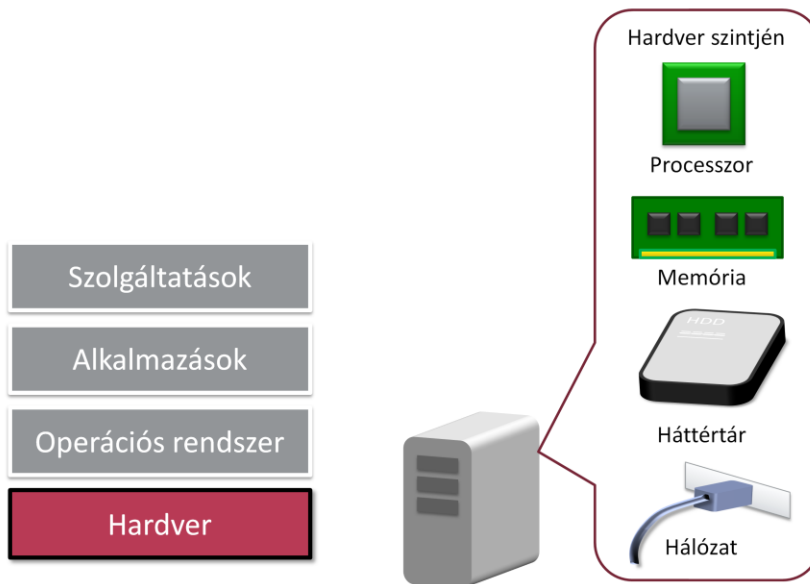 Szolgáltatások
Alkalmazások
Operációs rendszer
Hardver
Hardver szintjén
Processzor
Memória
HDD
Háttértár
Hálózat